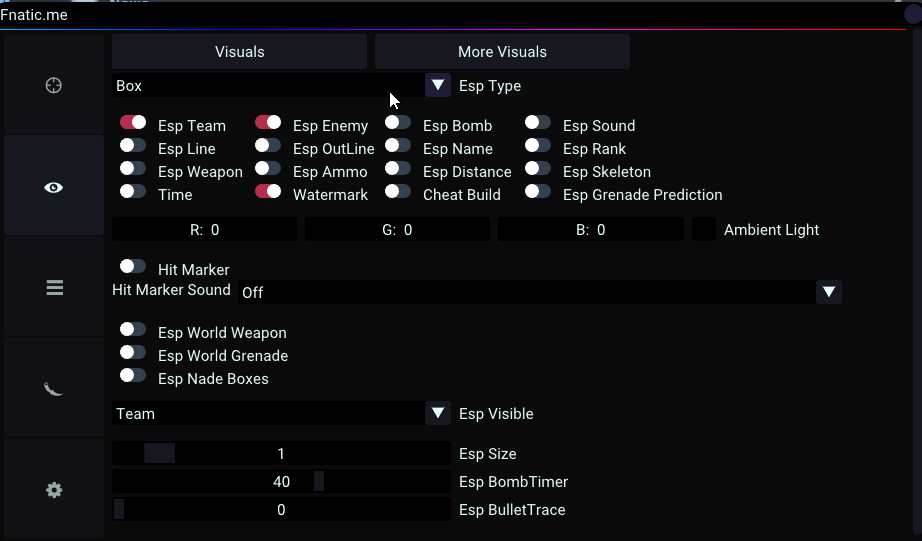 Fnatic.me
Visuals More Visuals
Box Esp Type
Esp Team Esp Enemy Esp Bomb Esp Sound
Esp Line Esp OutLine Esp Name Esp Rank
Esp Weapon Esp Ammo Esp Distance Esp Skeleton
Time Watermark Cheat Build Esp Grenade Prediction
R: 0 G: 0 B: 0 Ambient Light
Hit Marker
Hit Marker Sound Off
Esp World Weapon
Esp World Grenade
Esp Nade Boxes
Team Esp Visible
1 Esp Size
40 Esp BombTimer
0 Esp BulletTrace